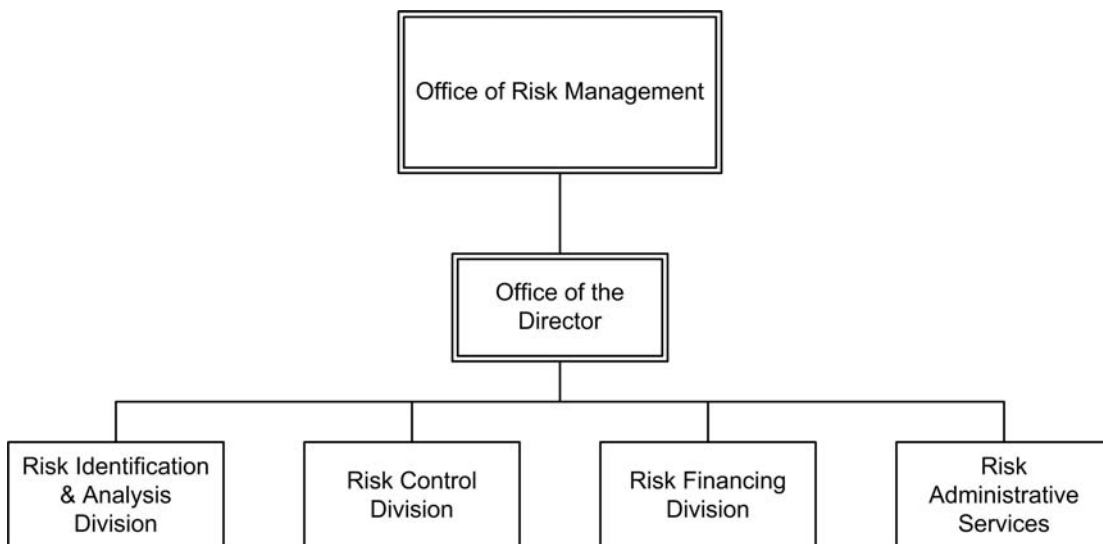 Office of Risk Management
Office of the
Director
Risk Identification
& Analysis
Division
Risk Control
Division
Risk Financing
Division
Risk
Administrative
Services